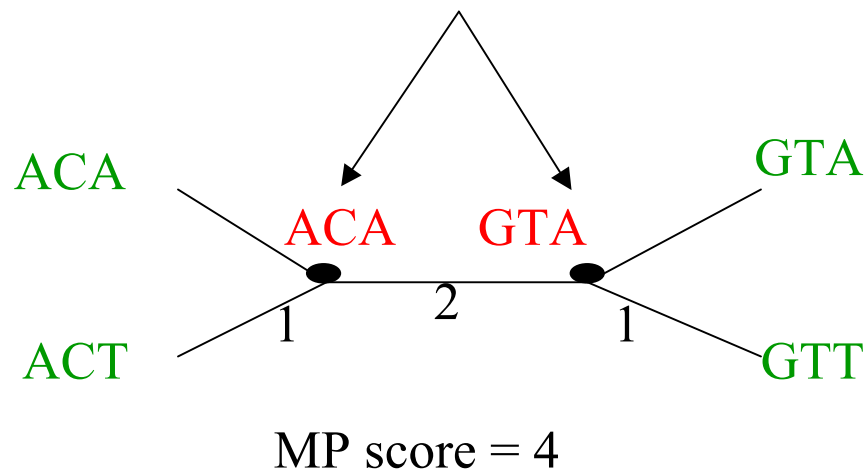 ACA
GTA
ACA GTA
1 2 1
ACT
GTT
MP score = 4